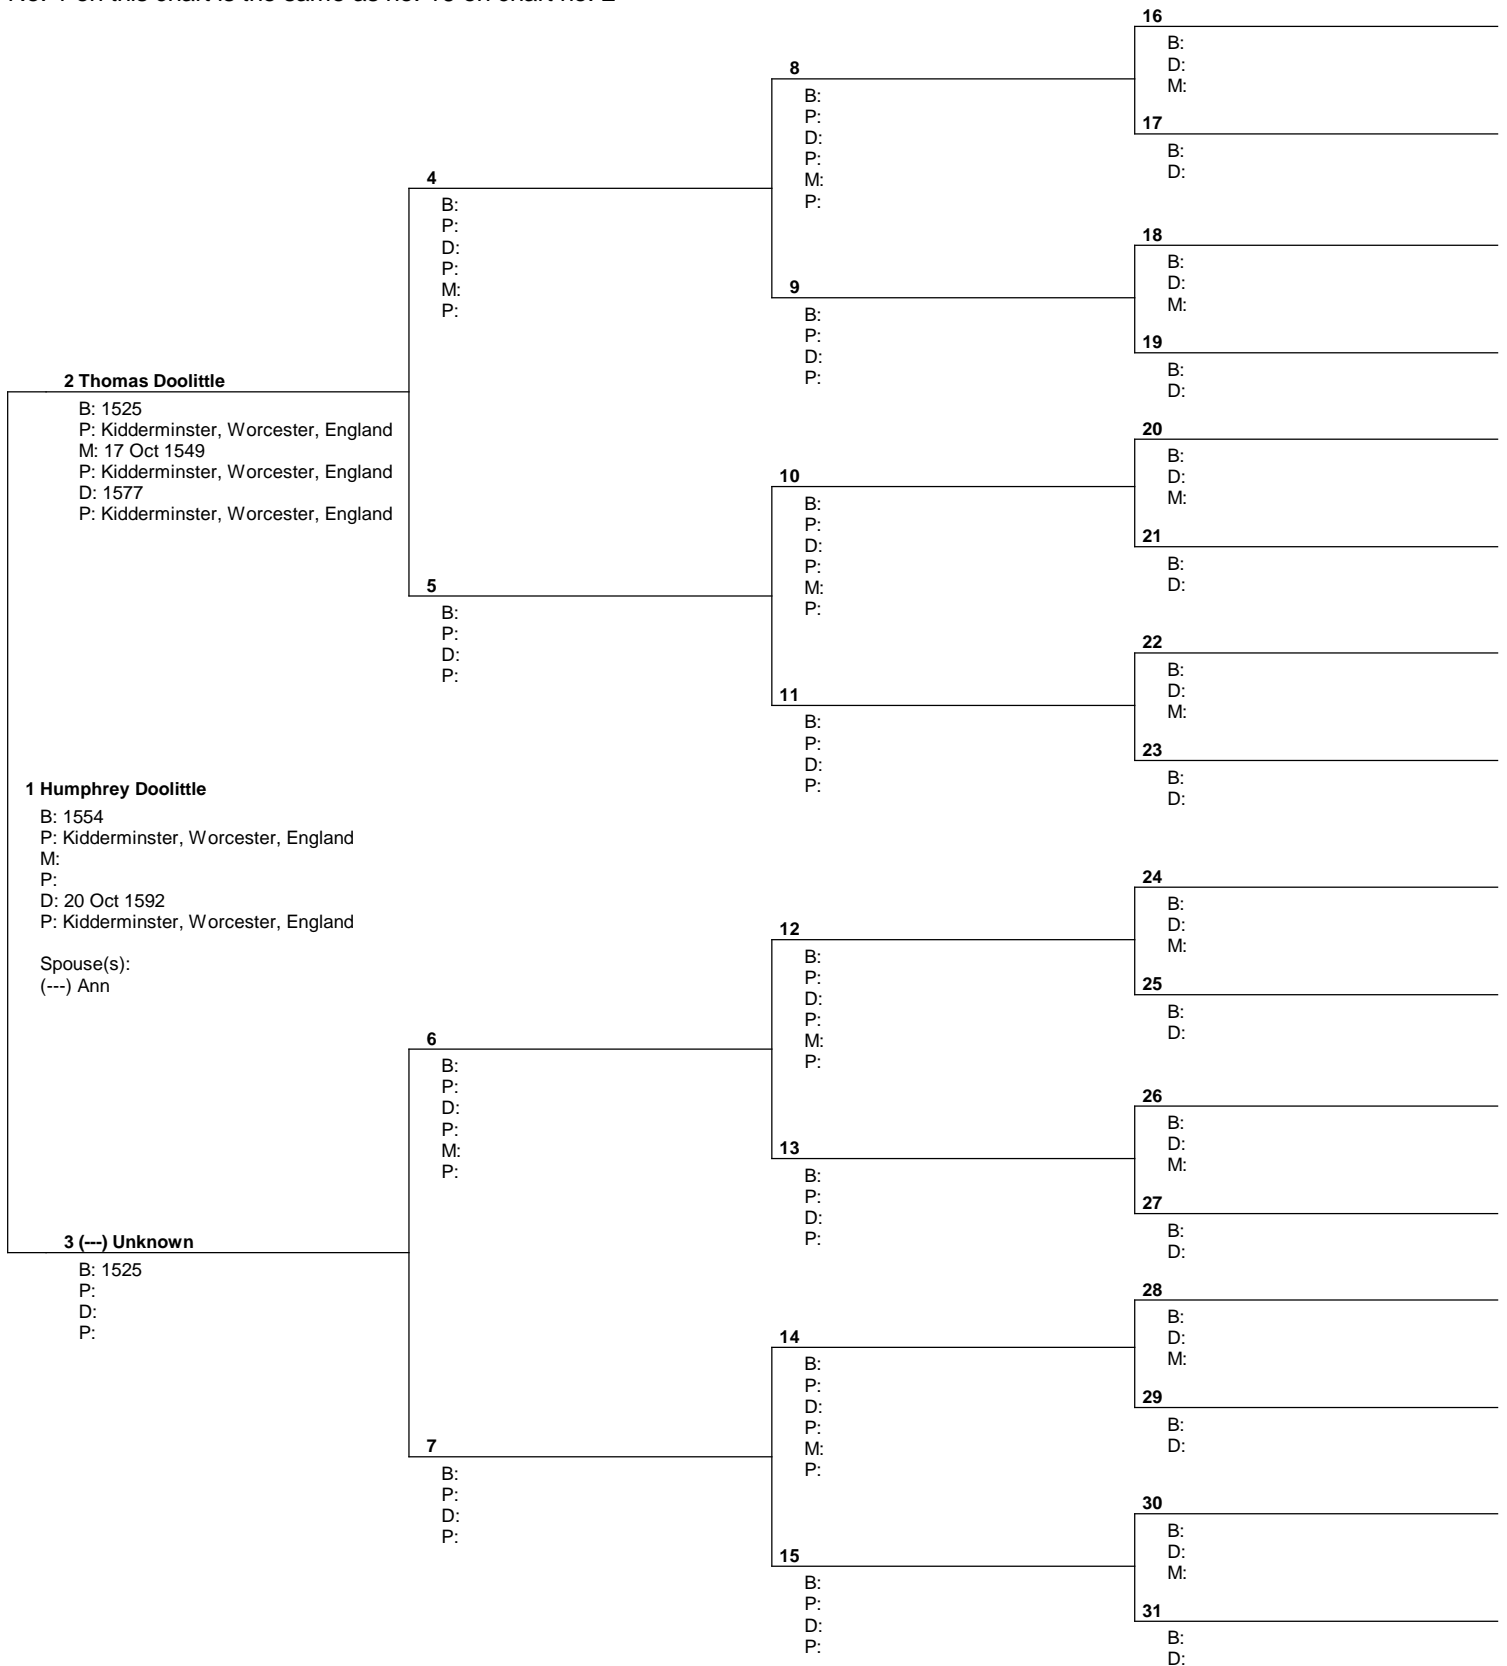 No. 1 on this chart is the same as no. on chart no. 2
1 Humphrey Doolittle
B: 1554
P: Kidderminster, Worcester, England
M:
P:
D: 20 Oct 1592
P: Kidderminster, Worcester, England
Spouse(s):
(---) Ann
2 Thomas Doolittle
B: 1525
P: Kidderminster, Worcester, England
M: 17 Oct 1549
P: Kidderminster, Worcester, England
D: 1577
P: Kidderminster, Worcester, England
3 (---) Unknown
B: 1525
P:
D:
P:
4
B:
P:
D:
P:
M:
P:
5
B:
P:
D:
P:
6
B:
P:
D:
P:
M:
P:
7
B:
P:
D:
P:
8
B:
P:
D:
P:
M:
P:
9
B:
P:
D:
P:
10
B:
P:
D:
P:
M:
P:
11
B:
P:
D:
P:
12
B:
P:
D:
P:
M:
P:
13
B:
P:
D:
P:
14
B:
P:
D:
P:
M:
P:
15
B:
P:
D:
P:
16
B:
D:
M:
17
B:
D:
18
B:
D:
M:
19
B:
D:
20
B:
D:
M:
21
B:
D:
22
B:
D:
M:
23
B:
D:
24
B:
D:
M:
25
B:
D:
26
B:
D:
M:
27
B:
D:
28
B:
D:
M:
29
B:
D:
30
B:
D:
M:
31
B:
D: